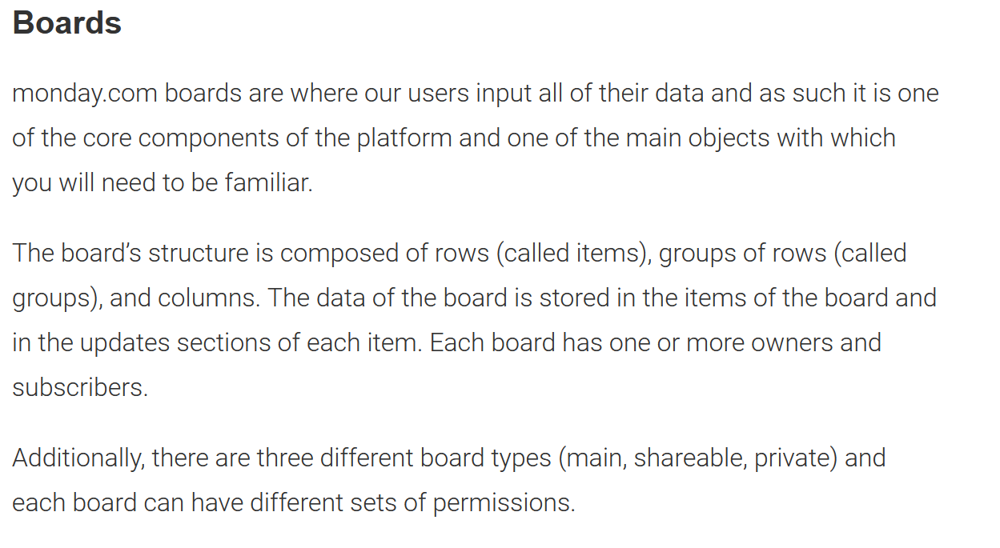 Boards
monday.com boards are where our users input all of their data and as such it is one
of the core components of the platform and one of the main objects with which
you will need to be familiar.
The board’s structure is composed of rows (called items), groups of rows (called
groups), and columns. The data of the board is stored in the items of the board and
in the updates sections of each item. Each board has one or more owners and
subscribers.
Additionally, there are three different board types (main, shareable, private) and
each board can have different sets of permissions.